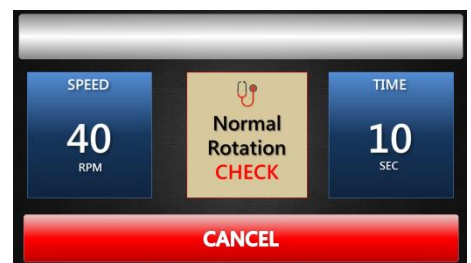 SPEED
40
RPM
Normal
Rotation
CHECK
TIME
10
SEC
CANCEL